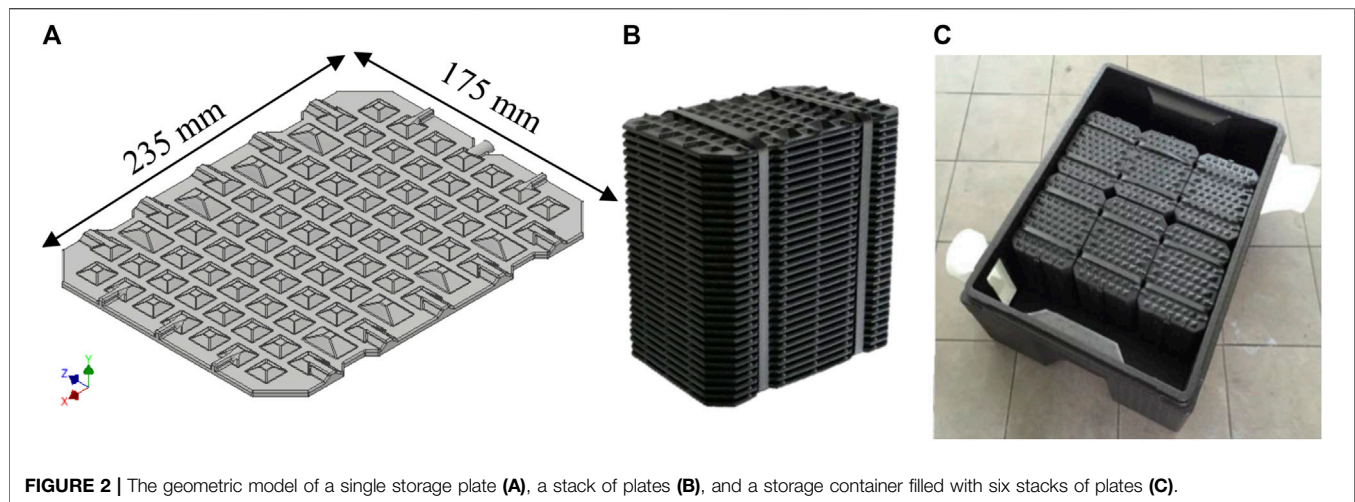 A
B
C
235 mm
175 mm
Y
Z
X
FIGURE 2 | The geometric model of a single storage plate (A), a stack of plates (B), and a storage container filled with six stacks of plates (C).